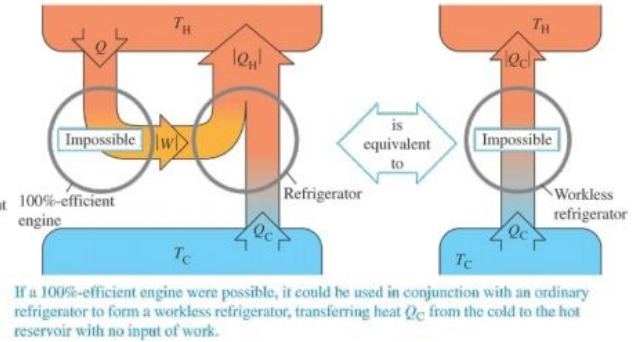 T_H
Q
|Q_H|
Impossible
|W|
100%-efficient
engine
Refrigerator
Q_C
T_C
is
equivalent
to
T_H
|Q_C|
Impossible
Workless
refrigerator
Q_C
T_C
If a 100%-efficient engine were possible, it could be used in conjunction with an ordinary
refrigerator to form a workless refrigerator, transferring heat Q_C from the cold to the hot
reservoir with no input of work.